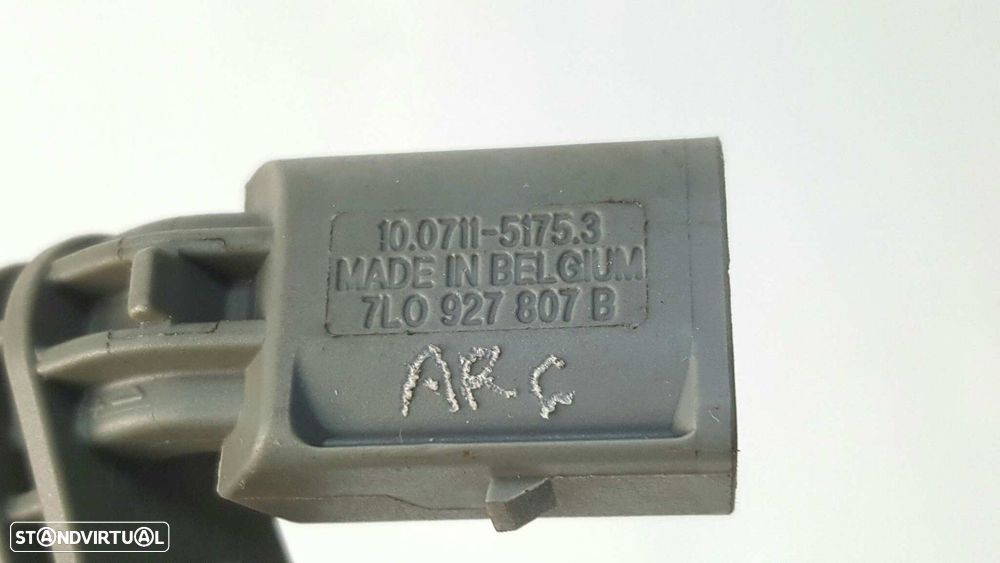 10.0711-5175.3
MADE IN BELGIUM
7L0 927 807 B
ARG
STANDVIRTUAL